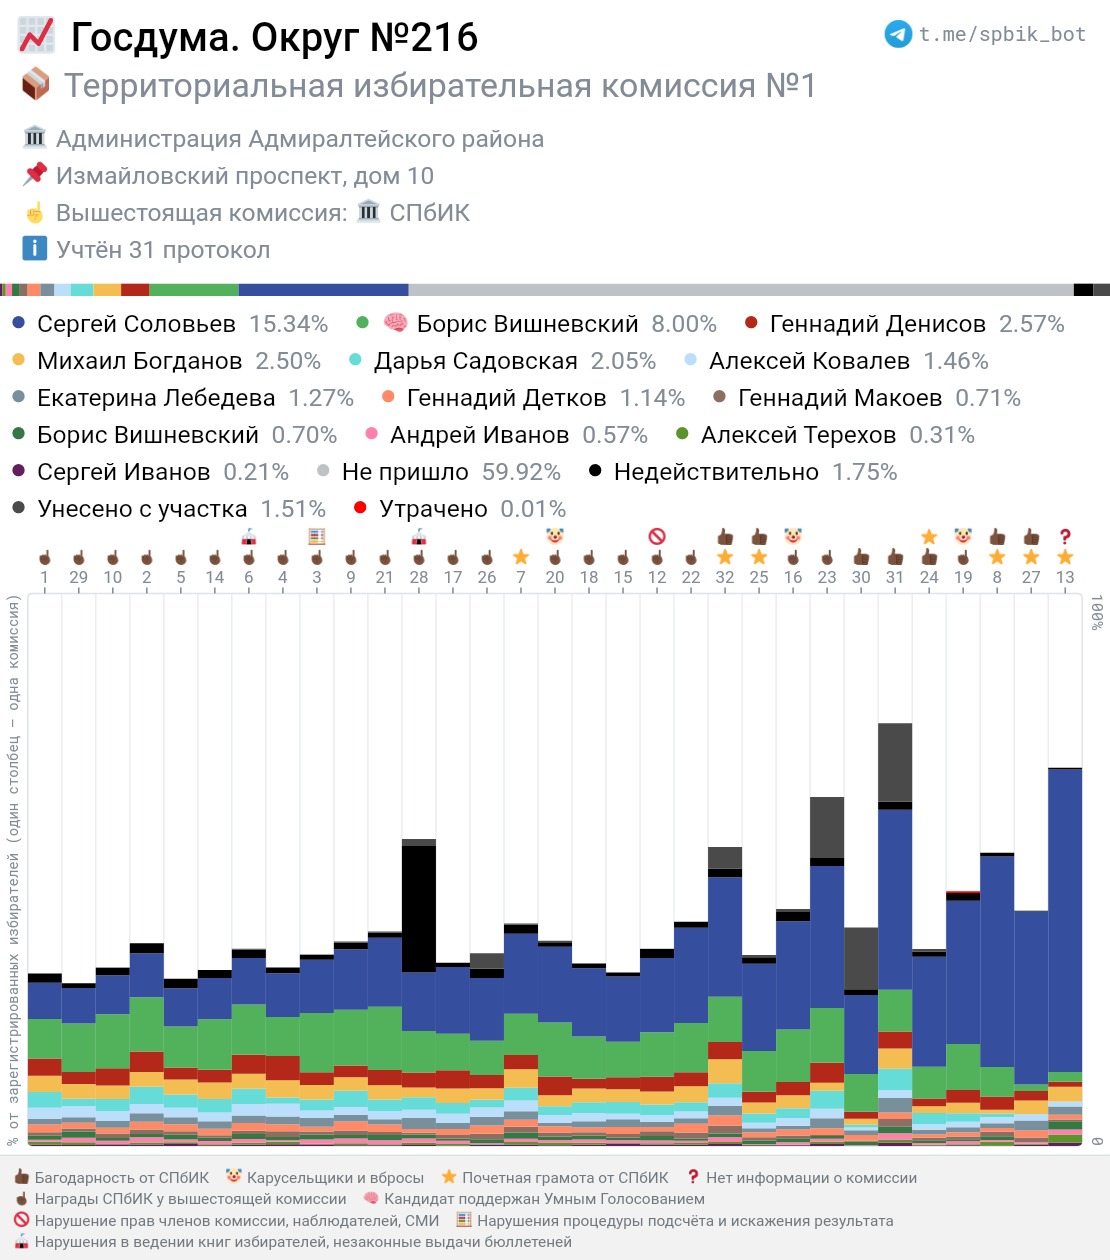 Госдума. Округ №216
t.me/spbik_bot
Территориальная избирательная комиссия №1
Администрация Адмиралтейского района
Измайловский проспект, дом 10
Вышестоящая комиссия: СПбИК
Учтён 31 протокол
Сергей Соловьев 15.34% Борис Вишневский 8.00% Геннадий Денисов 2.57%
Михаил Богданов 2.50% Дарья Садовская 2.05% Алексей Ковалев 1.46%
Екатерина Лебедева 1.27% Геннадий Детков 1.14% Геннадий Макоев 0.71%
Борис Вишневский 0.70% Андрей Иванов 0.57% Алексей Терехов 0.31%
Сергей Иванов 0.21% Не пришло 59.92% Недействительно 1.75%
Унесено с участка 1.51% Утрачено 0.01%
1 29 10 2 5 14 6 4 3 9 21 28 17 26 7 20 18 15 12 22 32 25 16 23 30 31 24 19 8 27 13
% от зарегистрированных избирателей (один столбец – одна комиссия)
100%
0
Багодарность от СПбИК Карусельщики и вбросы Почетная грамота от СПбИК Нет информации о комиссии
Награды СПбИК у вышестоящей комиссии Кандидат поддержан Умным Голосованием
Нарушение прав членов комиссии, наблюдателей, СМИ Нарушения процедуры подсчёта и искажения результата
Нарушения в ведении книг избирателей, незаконные выдачи бюллетеней